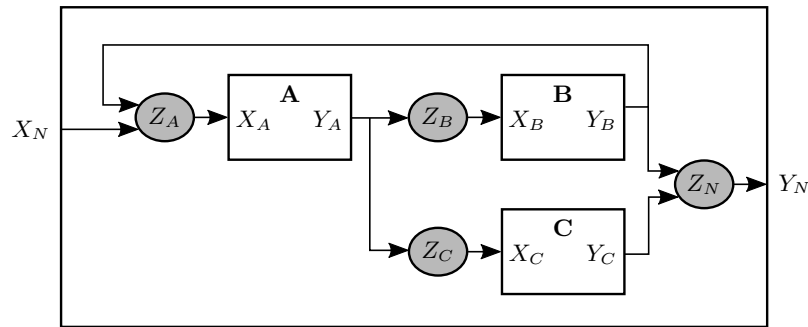 A
B
X_N
Z_A
X_A Y_A
Z_B
X_B Y_B
Z_N
Y_N
C
Z_C
X_C Y_C